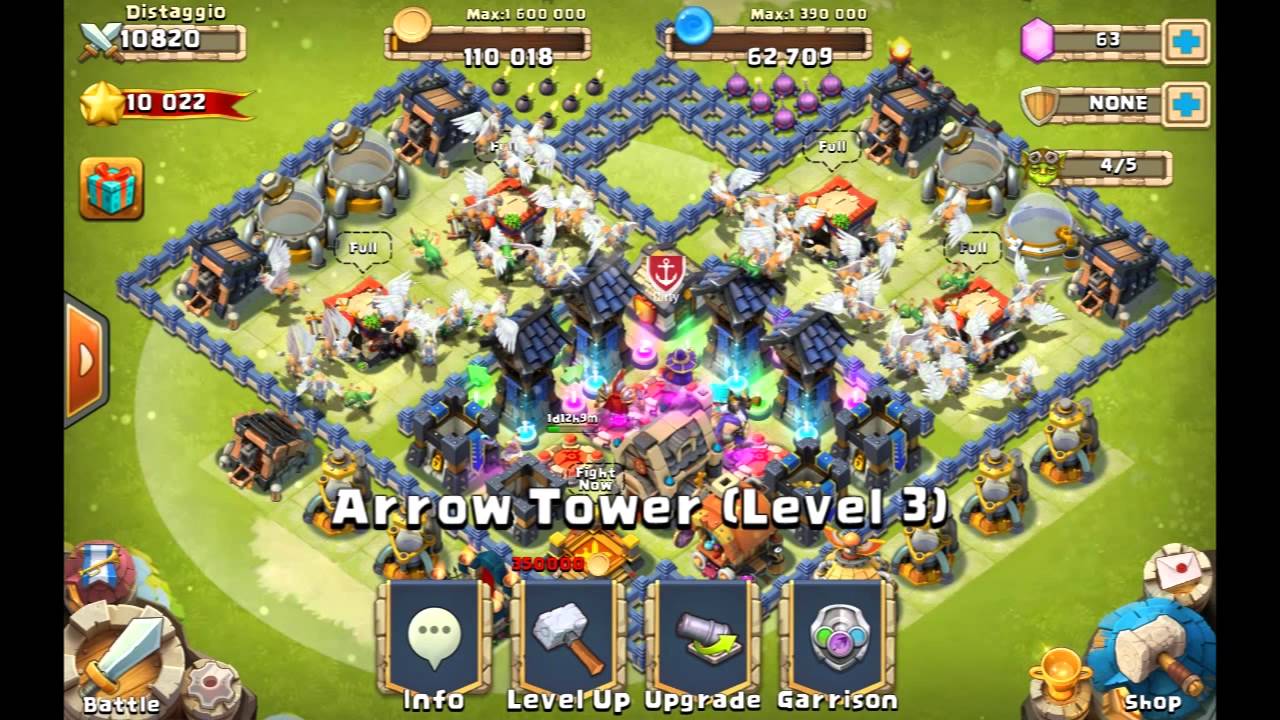 Distaggio
10820
Max:1 600 000
110 018
Max:1 390 000
62 709
63
10 022
NONE
4/5
Full
Full
Full
1d12h9m
Fight
Now
Arrow Tower (Level 3)
350000
Info
Level Up
Upgrade
Garrison
Battle
Shop